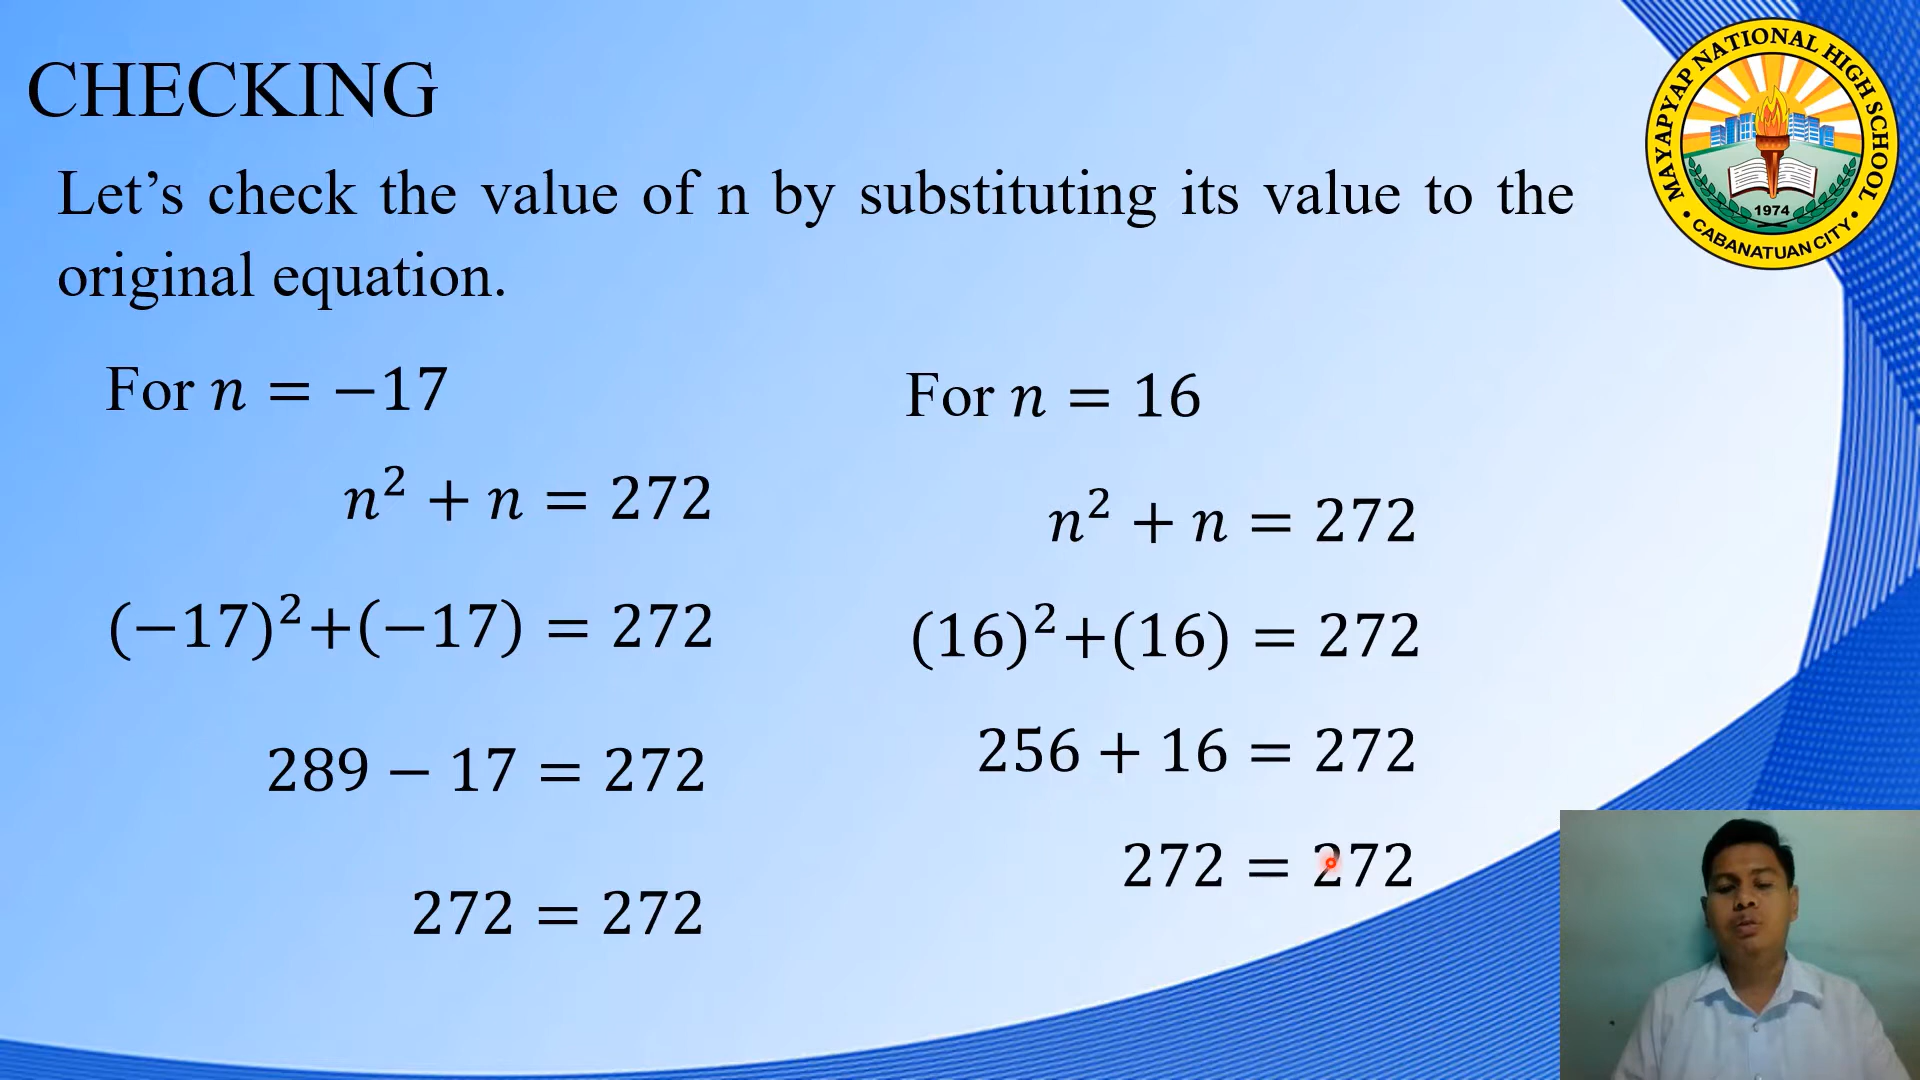 CHECKING
Let’s check the value of n by substituting its value to the
original equation.
For n = −17
n² + n = 272
(−17)²+(−17) = 272
289 − 17 = 272
272 = 272
For n = 16
n² + n = 272
(16)²+(16) = 272
256 + 16 = 272
272 = 272
MAYAPYAP NATIONAL HIGH SCHOOL
1974
• CABANATUAN CITY •